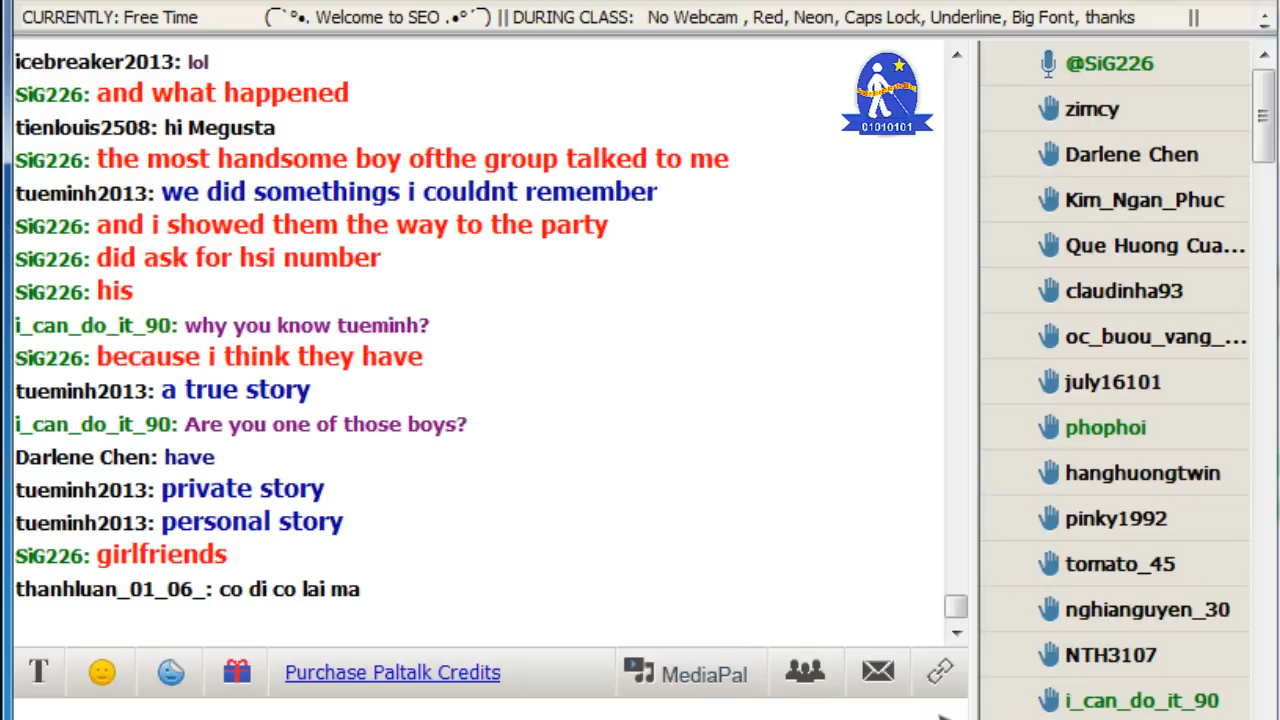 CURRENTLY: Free Time (¯`°•. Welcome to SEO .•°´¯) || DURING CLASS: No Webcam , Red, Neon, Caps Lock, Underline, Big Font, thanks ||
icebreaker2013: lol
SiG226: and what happened
tienlouis2508: hi Megusta
SiG226: the most handsome boy ofthe group talked to me
tueminh2013: we did somethings i couldnt remember
SiG226: and i showed them the way to the party
SiG226: did ask for hsi number
SiG226: his
i_can_do_it_90: why you know tueminh?
SiG226: because i think they have
tueminh2013: a true story
i_can_do_it_90: Are you one of those boys?
Darlene Chen: have
tueminh2013: private story
tueminh2013: personal story
SiG226: girlfriends
thanhluan_01_06_: co di co lai ma
01010101
@SiG226
zimcy
Darlene Chen
Kim_Ngan_Phuc
Que Huong Cua...
claudinha93
oc_buou_vang_...
july16101
phophoi
hanghuongtwin
pinky1992
tomato_45
nghianguyen_30
NTH3107
i_can_do_it_90
T
Purchase Paltalk Credits
MediaPal